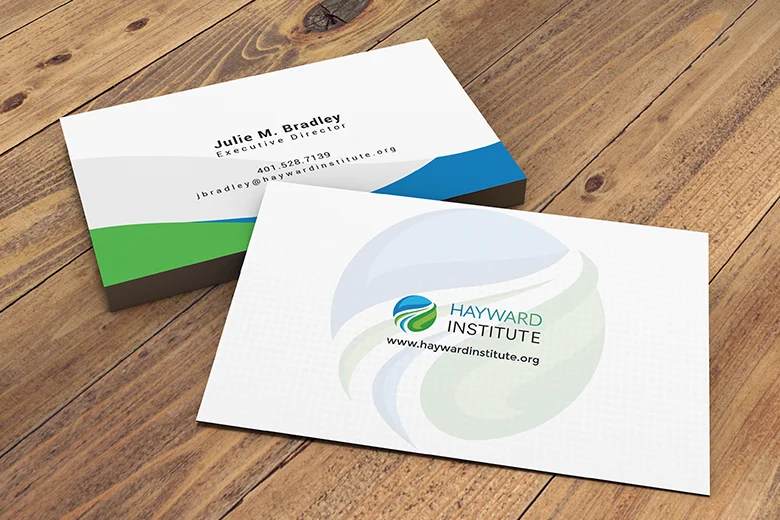 Julie M. Bradley
Executive Director
401.528.7139
jbradley@haywardinstitute.org
HAYWARD
INSTITUTE
www.haywardinstitute.org